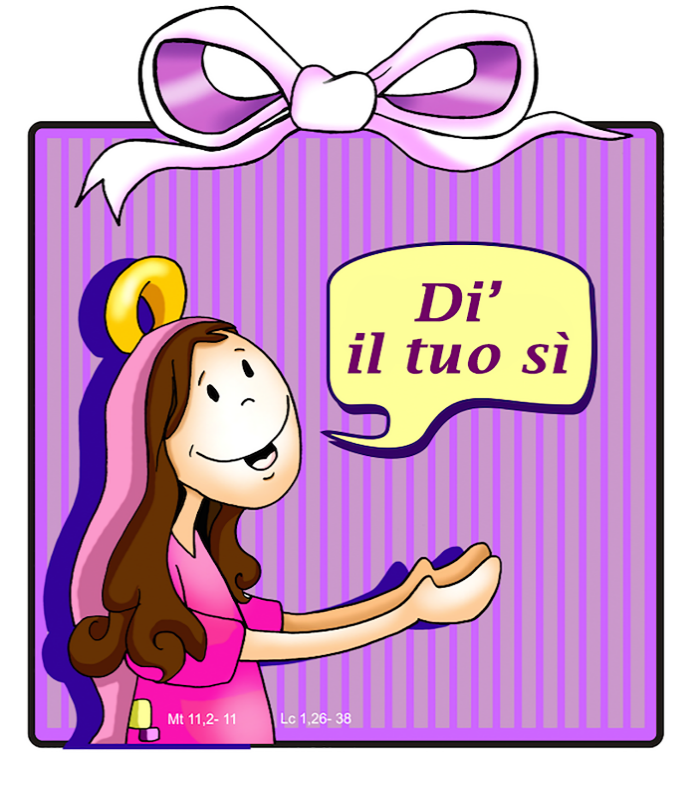 Di’
il tuo sì
Mt 11,2- 11 Lc 1,26- 38